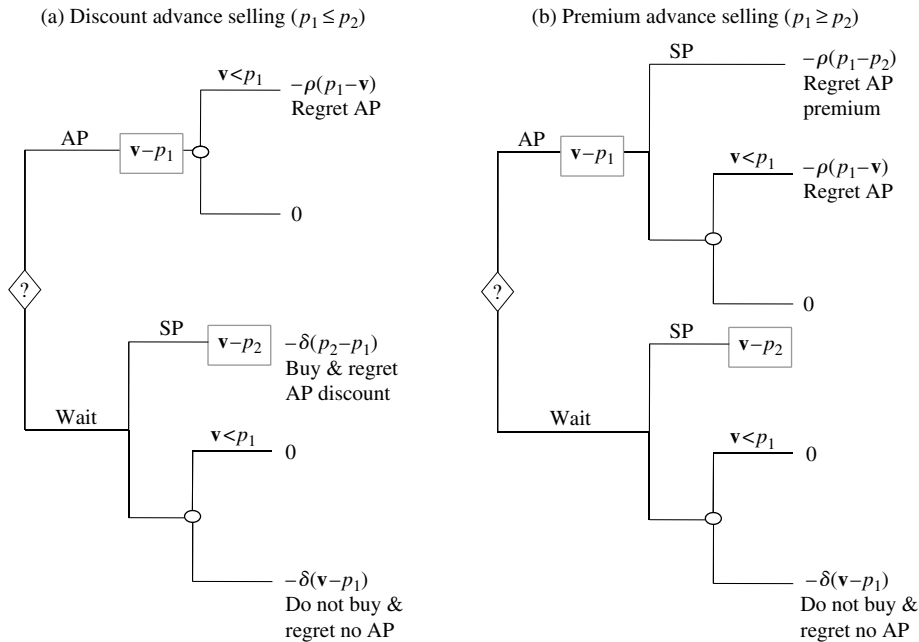 (a) Discount advance selling (p₁ ≤ p₂)
v<p₁
−ρ(p₁−v)
Regret AP
AP
v−p₁
0
?
SP
v−p₂
−δ(p₂−p₁)
Buy & regret
AP discount
Wait
v<p₁
0
−δ(v−p₁)
Do not buy &
regret no AP
(b) Premium advance selling (p₁ ≥ p₂)
SP
−ρ(p₁−p₂)
Regret AP
premium
AP
v−p₁
v<p₁
−ρ(p₁−v)
Regret AP
0
?
SP
v−p₂
Wait
v<p₁
0
−δ(v−p₁)
Do not buy &
regret no AP